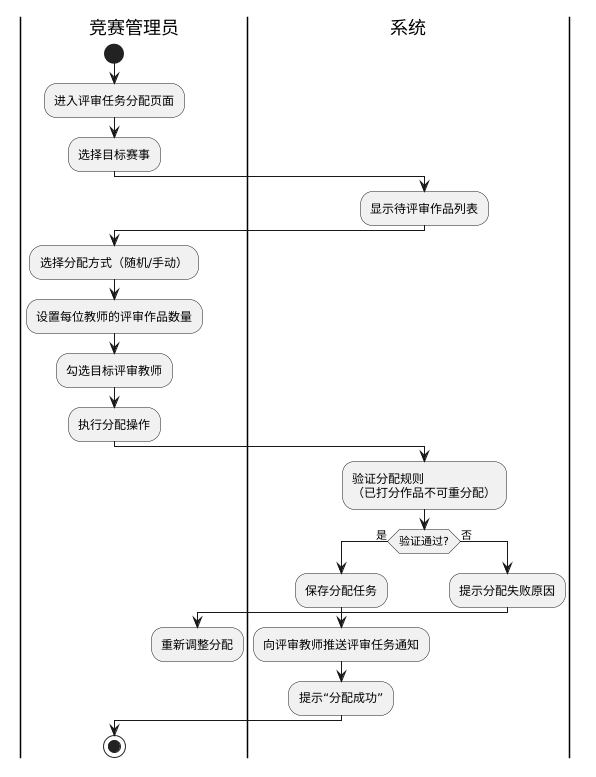 竞赛管理员
系统
进入评审任务分配页面
选择目标赛事
显示待评审作品列表
选择分配方式（随机/手动）
设置每位教师的评审作品数量
勾选目标评审教师
执行分配操作
验证分配规则
（已打分作品不可重分配）
是
验证通过?
否
保存分配任务
提示分配失败原因
重新调整分配
向评审教师推送评审任务通知
提示“分配成功”